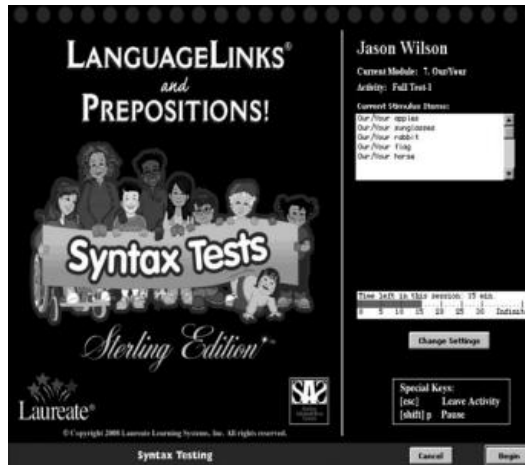 LANGUAGELINKS®
and
PREPOSITIONS!
Syntax Tests
Sterling Edition™
Laureate®
SAS
© Copyright 2008 Laureate Learning Systems, Inc. All rights reserved.
Jason Wilson
Current Module: 7. Our/Your
Activity: Full Test-1
Current Stimulus Items:
Our/Your apples
Our/Your sunglasses
Our/Your rabbit
Our/Your flag
Our/Your horse
Time left in this session: 15 min.
0 5 10 15 20 25 30
Change Settings
Special Keys:
[esc] Leave Activity
[shift] p Pause
Syntax Testing
Cancel
Begin